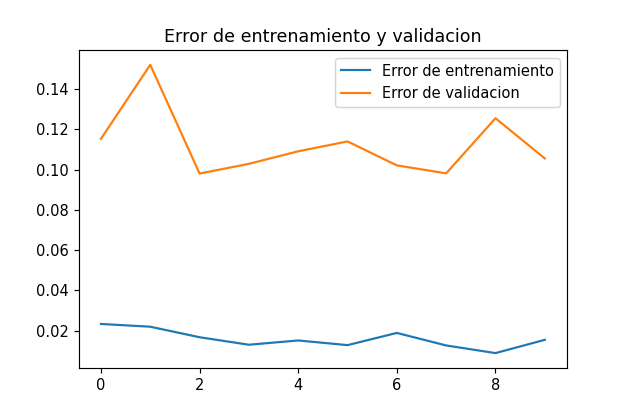 Error de entrenamiento y validacion
Error de entrenamiento
Error de validacion
0.14
0.12
0.10
0.08
0.06
0.04
0.02
0 2 4 6 8